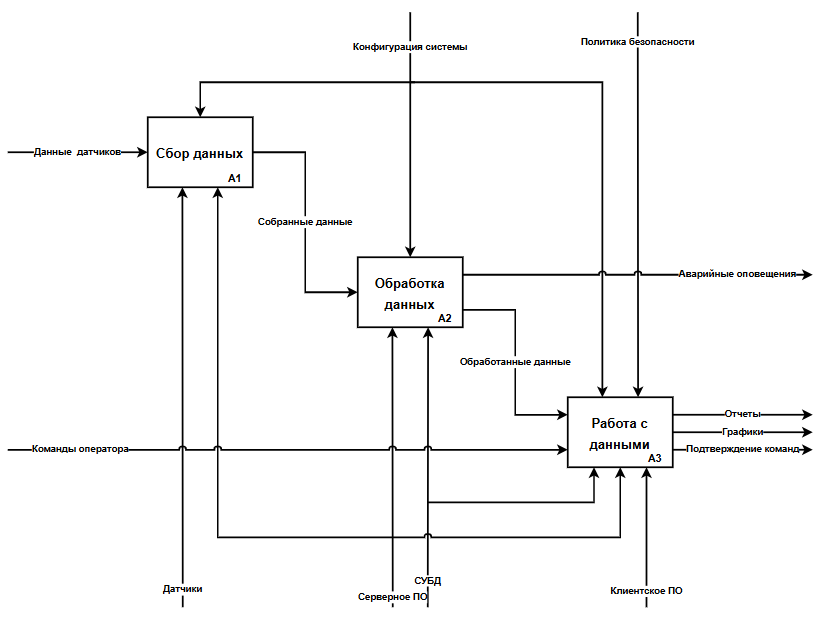 Конфигурация системы
Политика безопасности
Данные датчиков
Сбор данных
A1
Собранные данные
Обработка
данных
A2
Аварийные оповещения
Обработанные данные
Работа с
данными
A3
Отчеты
Графики
Подтверждение команд
Команды оператора
Датчики
Серверное ПО
СУБД
Клиентское ПО